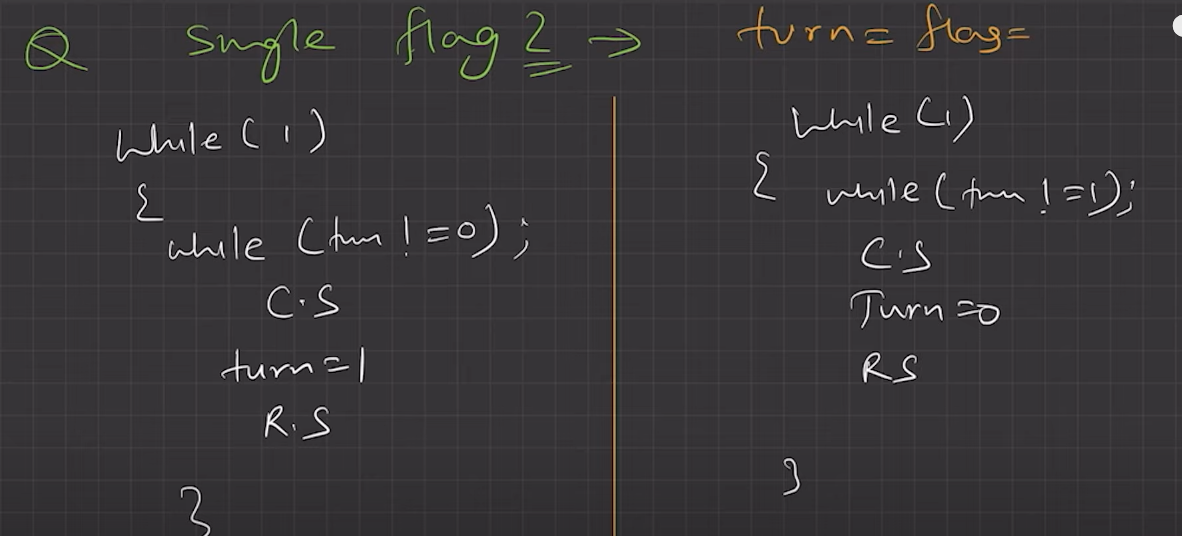 Q single flag 2 → turn = flag =
while ( 1 )
{
while (turn != 0) ;
C.S
turn = 1
R.S
}
while (1)
{ while (turn != 1);
C.S
Turn = 0
RS
}